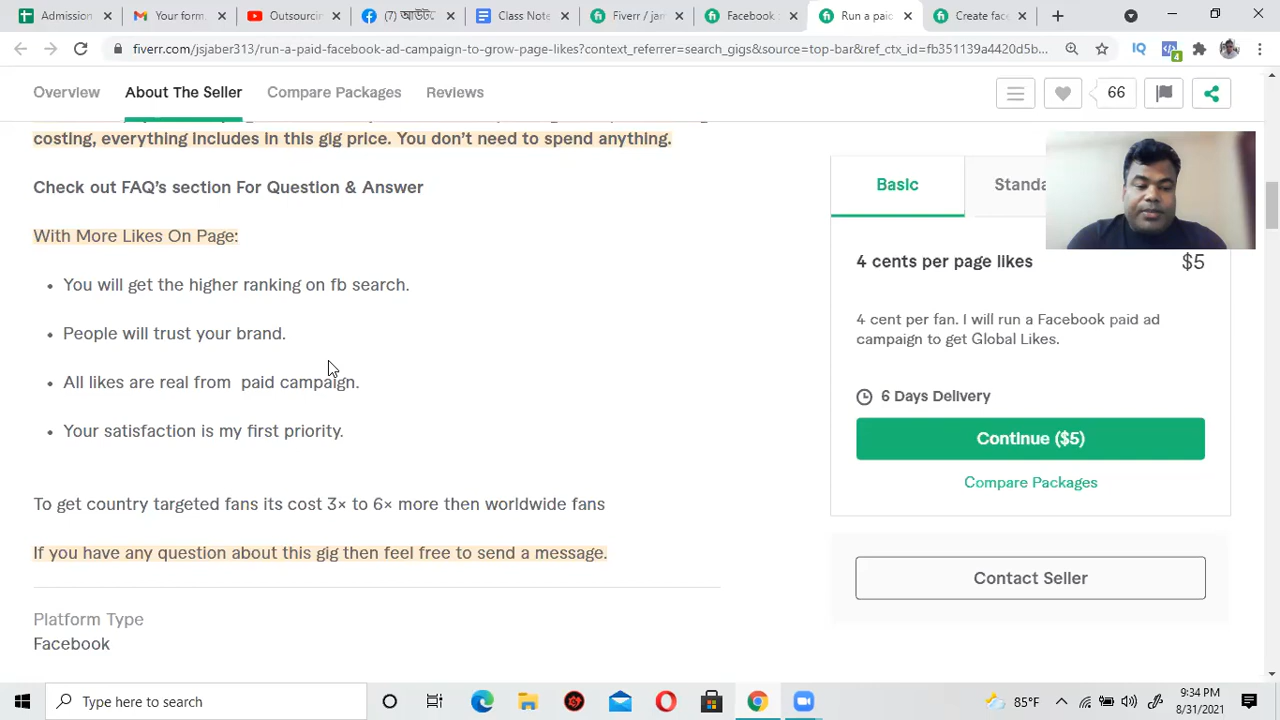 Admission
Your form
Outsourcin
Class Note
Fiverr / jam
Facebook
Run a paid
Create face
fiverr.com/jsjaber313/run-a-paid-facebook-ad-campaign-to-grow-page-likes?context_referrer=search_gigs&source=top-bar&ref_ctx_id=fb351139a4420d5b...
IQ
4
Overview
About The Seller
Compare Packages
Reviews
66
costing, everything includes in this gig price. You don't need to spend anything.
Check out FAQ's section For Question & Answer
With More Likes On Page:
• You will get the higher ranking on fb search.
• People will trust your brand.
• All likes are real from paid campaign.
• Your satisfaction is my first priority.
To get country targeted fans its cost 3× to 6× more then worldwide fans
If you have any question about this gig then feel free to send a message.
Platform Type
Facebook
Basic
Standa
4 cents per page likes
$5
4 cent per fan. I will run a Facebook paid ad
campaign to get Global Likes.
6 Days Delivery
Continue ($5)
Compare Packages
Contact Seller
Type here to search
85°F
9:34 PM
8/31/2021